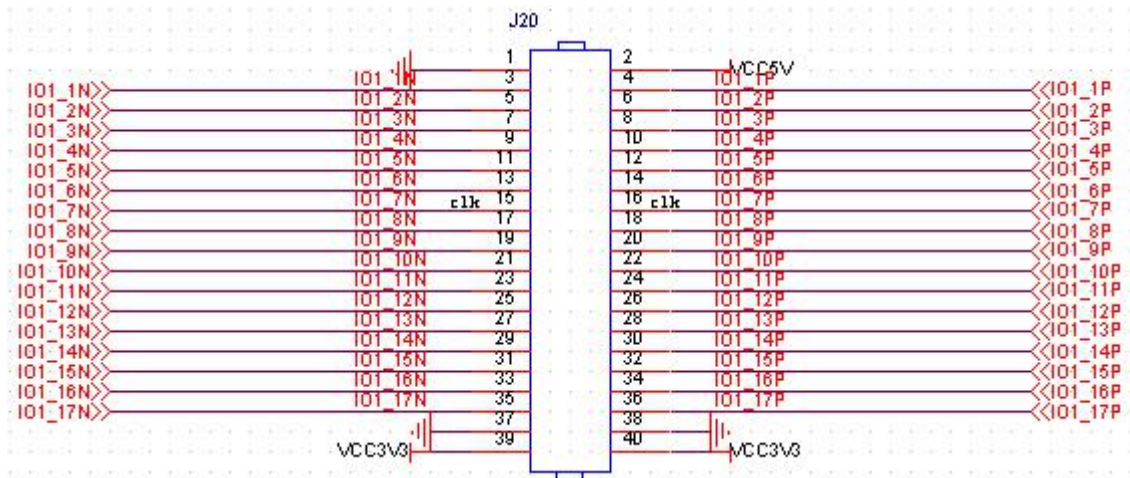 J20
1 2
VCC5V
IO1_1N 3 4 IO1_1P
IO1_1N IO1_2N 5 6 IO1_2P IO1_1P
IO1_2N IO1_3N 7 8 IO1_3P IO1_2P
IO1_3N IO1_4N 9 10 IO1_4P IO1_3P
IO1_4N IO1_5N 11 12 IO1_5P IO1_4P
IO1_5N IO1_6N 13 14 IO1_6P IO1_5P
IO1_6N IO1_7N clk 15 16 clk IO1_7P IO1_6P
IO1_7N IO1_8N 17 18 IO1_8P IO1_7P
IO1_8N IO1_9N 19 20 IO1_9P IO1_8P
IO1_9N IO1_10N 21 22 IO1_10P IO1_9P
IO1_10N IO1_11N 23 24 IO1_11P IO1_10P
IO1_11N IO1_12N 25 26 IO1_12P IO1_11P
IO1_12N IO1_13N 27 28 IO1_13P IO1_12P
IO1_13N IO1_14N 29 30 IO1_14P IO1_13P
IO1_14N IO1_15N 31 32 IO1_15P IO1_14P
IO1_15N IO1_16N 33 34 IO1_16P IO1_15P
IO1_16N IO1_17N 35 36 IO1_17P IO1_16P
IO1_17N 37 38 IO1_17P
39 40
VCC3V3 VCC3V3